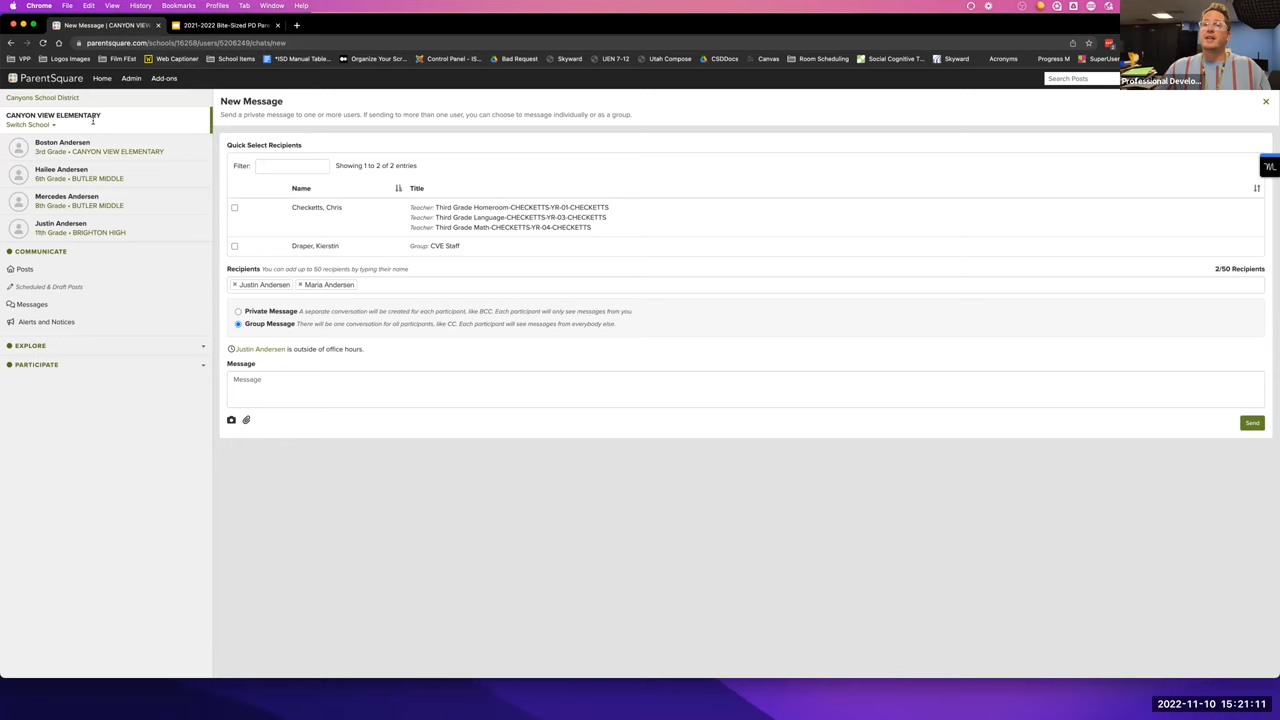 Chrome File Edit View History Bookmarks Profiles Tab Window Help
New Message | CANYON VIEW 2021-2022 Bite-Sized PD Par
parentsquare.com/schools/16258/users/5206249/chats/new
VPP Logos Images Film FEst Web Captioner School Items *ISD Manual Table... Organize Your Scr... Control Panel - IS... Bad Request Skyward UEN 7-12 Utah Compose CSDDocs Canvas Room Scheduling Social Cognitive T... Skyward Acronyms Progress M SuperUser
ParentSquare Home Admin Add-ons Search Posts
Professional Develo...
Canyons School District
CANYON VIEW ELEMENTARY
Switch School
Boston Andersen
3rd Grade • CANYON VIEW ELEMENTARY
Hailee Andersen
6th Grade • BUTLER MIDDLE
Mercedes Andersen
8th Grade • BUTLER MIDDLE
Justin Andersen
11th Grade • BRIGHTON HIGH
COMMUNICATE
Posts
Scheduled & Draft Posts
Messages
Alerts and Notices
EXPLORE
PARTICIPATE
New Message
Send a private message to one or more users. If sending to more than one user, you can choose to message individually or as a group.
Quick Select Recipients
Filter: Showing 1 to 2 of 2 entries
Name Title
Checketts, Chris Teacher: Third Grade Homeroom-CHECKETTS-YR-01-CHECKETTS
Teacher: Third Grade Language-CHECKETTS-YR-03-CHECKETTS
Teacher: Third Grade Math-CHECKETTS-YR-04-CHECKETTS
Draper, Kierstin Group: CVE Staff
Recipients You can add up to 50 recipients by typing their name 2/50 Recipients
× Justin Andersen × Maria Andersen
Private Message A separate conversation will be created for each participant, like BCC. Each participant will only see messages from you.
Group Message There will be one conversation for all participants, like CC. Each participant will see messages from everybody else.
Justin Andersen is outside of office hours.
Message
Message
Send
2022-11-10 15:21:11